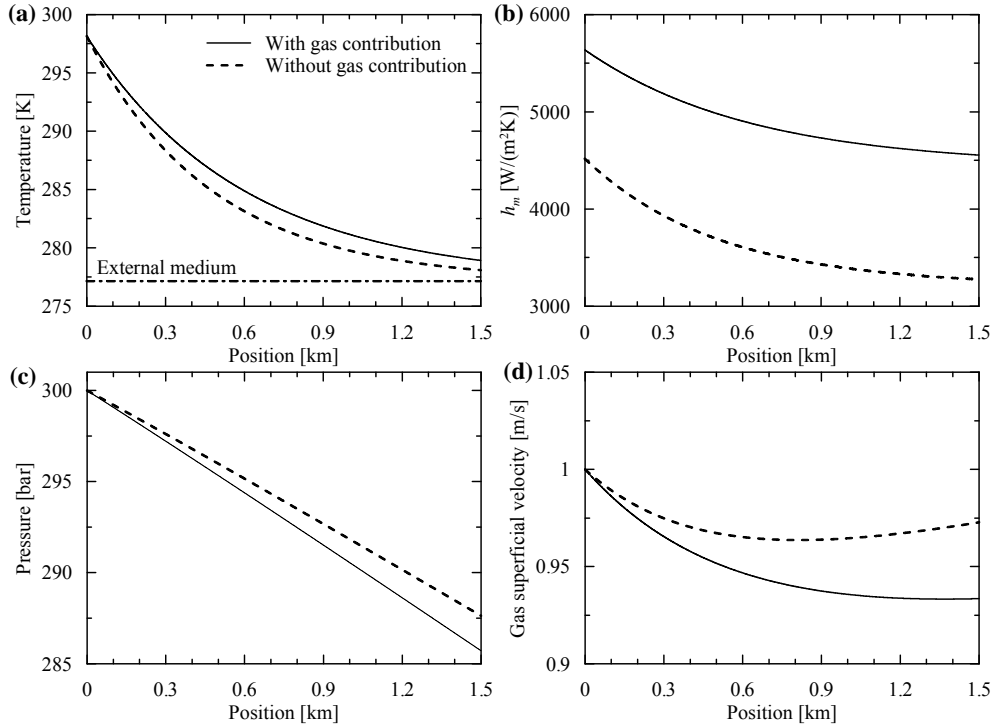 (a)
300
295
290
285
280
275
Temperature [K]
With gas contribution
Without gas contribution
External medium
0 0.3 0.6 0.9 1.2 1.5
Position [km]
(b)
6000
5000
4000
3000
hₘ [W/(m²K)]
0 0.3 0.6 0.9 1.2 1.5
Position [km]
(c)
300
295
290
285
Pressure [bar]
0 0.3 0.6 0.9 1.2 1.5
Position [km]
(d)
1.05
1
0.95
0.9
Gas superficial velocity [m/s]
0 0.3 0.6 0.9 1.2 1.5
Position [km]